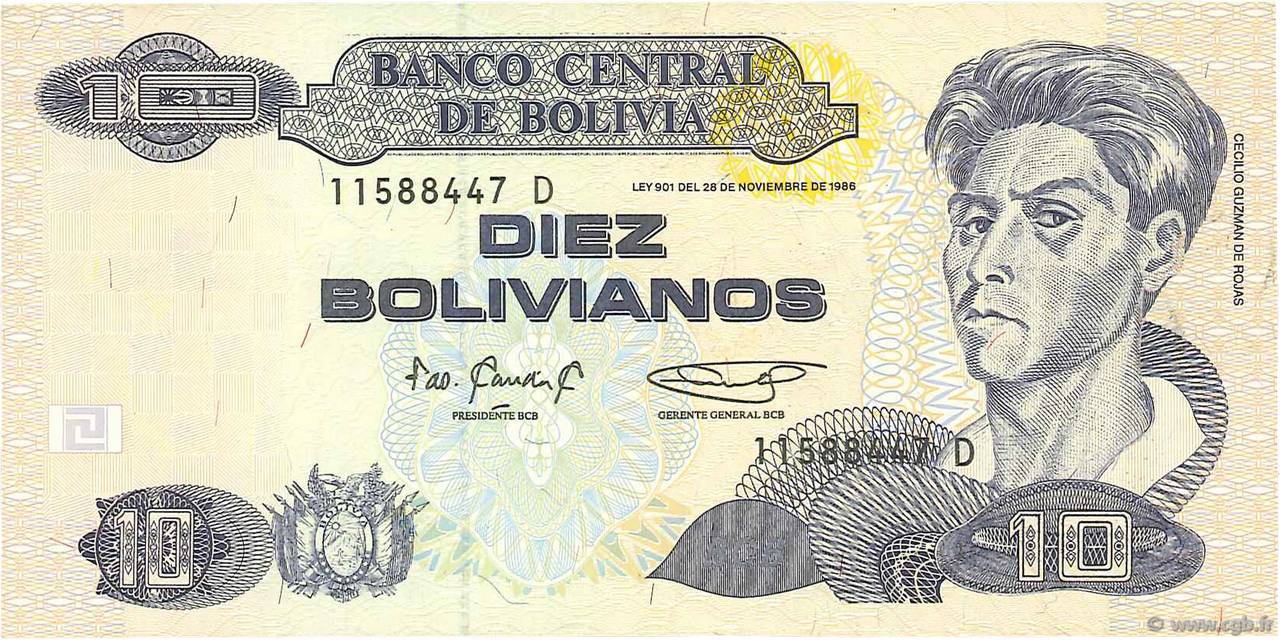 10
BANCO CENTRAL
DE BOLIVIA
11588447 D
LEY 901 DEL 28 DE NOVIEMBRE DE 1986
DIEZ
BOLIVIANOS
CECILIO GUZMAN DE ROJAS
PRESIDENTE BCB
GERENTE GENERAL BCB
11588447 D
10
BOLIVIA
10
© www.cgb.fr